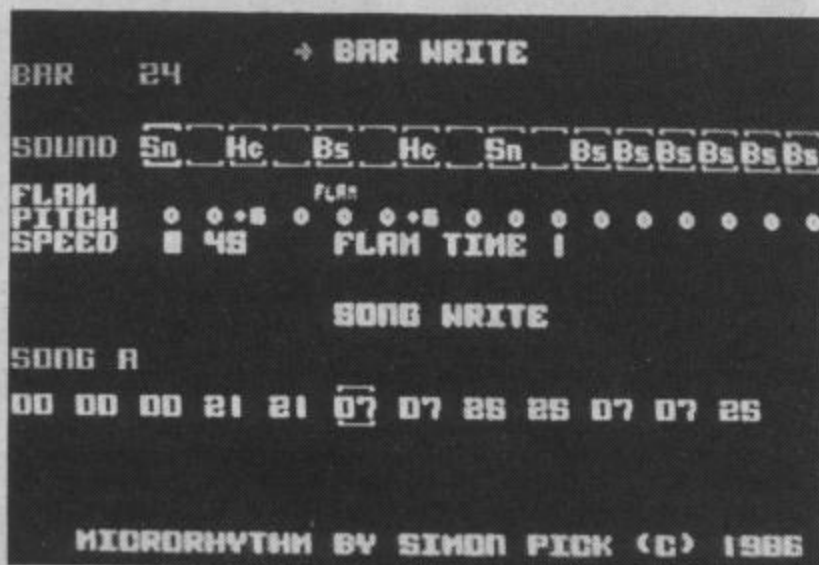 → BAR WRITE
BAR 24
SOUND Sn Hc Bs Hc Sn Bs Bs Bs Bs Bs Bs
FLAM FLAM
PITCH 0 0 +5 0 0 0 +5 0 0 0 0 0 0 0 0 0
SPEED 45 FLAM TIME 1
SONG WRITE
SONG A
00 00 00 21 21 07 07 25 25 07 07 25
MICRORHYTHM BY SIMON PICK (C) 1986